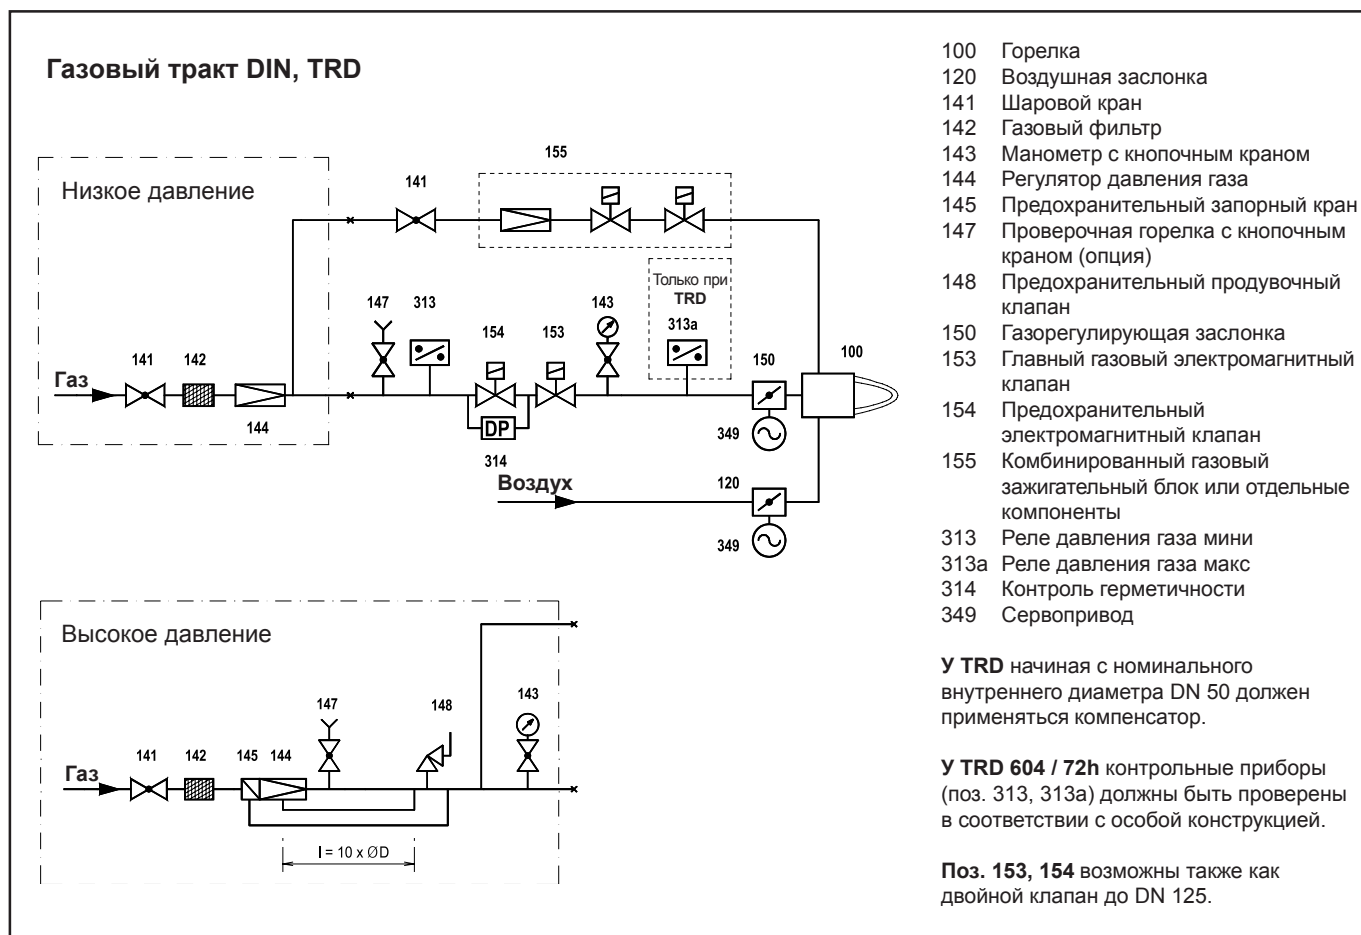 Газовый тракт DIN, TRD
155
Низкое давление
141
Только при
TRD
147
313
143
313a
154
153
150
100
141
142
Газ
144
DP
349
314
Воздух
120
349
Высокое давление
147
148
143
141
142
145
144
Газ
l = 10 x ØD
100 Горелка
120 Воздушная заслонка
141 Шаровой кран
142 Газовый фильтр
143 Манометр с кнопочным краном
144 Регулятор давления газа
145 Предохранительный запорный кран
147 Проверочная горелка с кнопочным
краном (опция)
148 Предохранительный продувочный
клапан
150 Газорегулирующая заслонка
153 Главный газовый электромагнитный
клапан
154 Предохранительный
электромагнитный клапан
155 Комбинированный газовый
зажигательный блок или отдельные
компоненты
313 Реле давления газа мини
313a Реле давления газа макс
314 Контроль герметичности
349 Сервопривод
У TRD начиная с номинального
внутреннего диаметра DN 50 должен
применяться компенсатор.
У TRD 604 / 72h контрольные приборы
(поз. 313, 313a) должны быть проверены
в соответствии с особой конструкцией.
Поз. 153, 154 возможны также как
двойной клапан до DN 125.